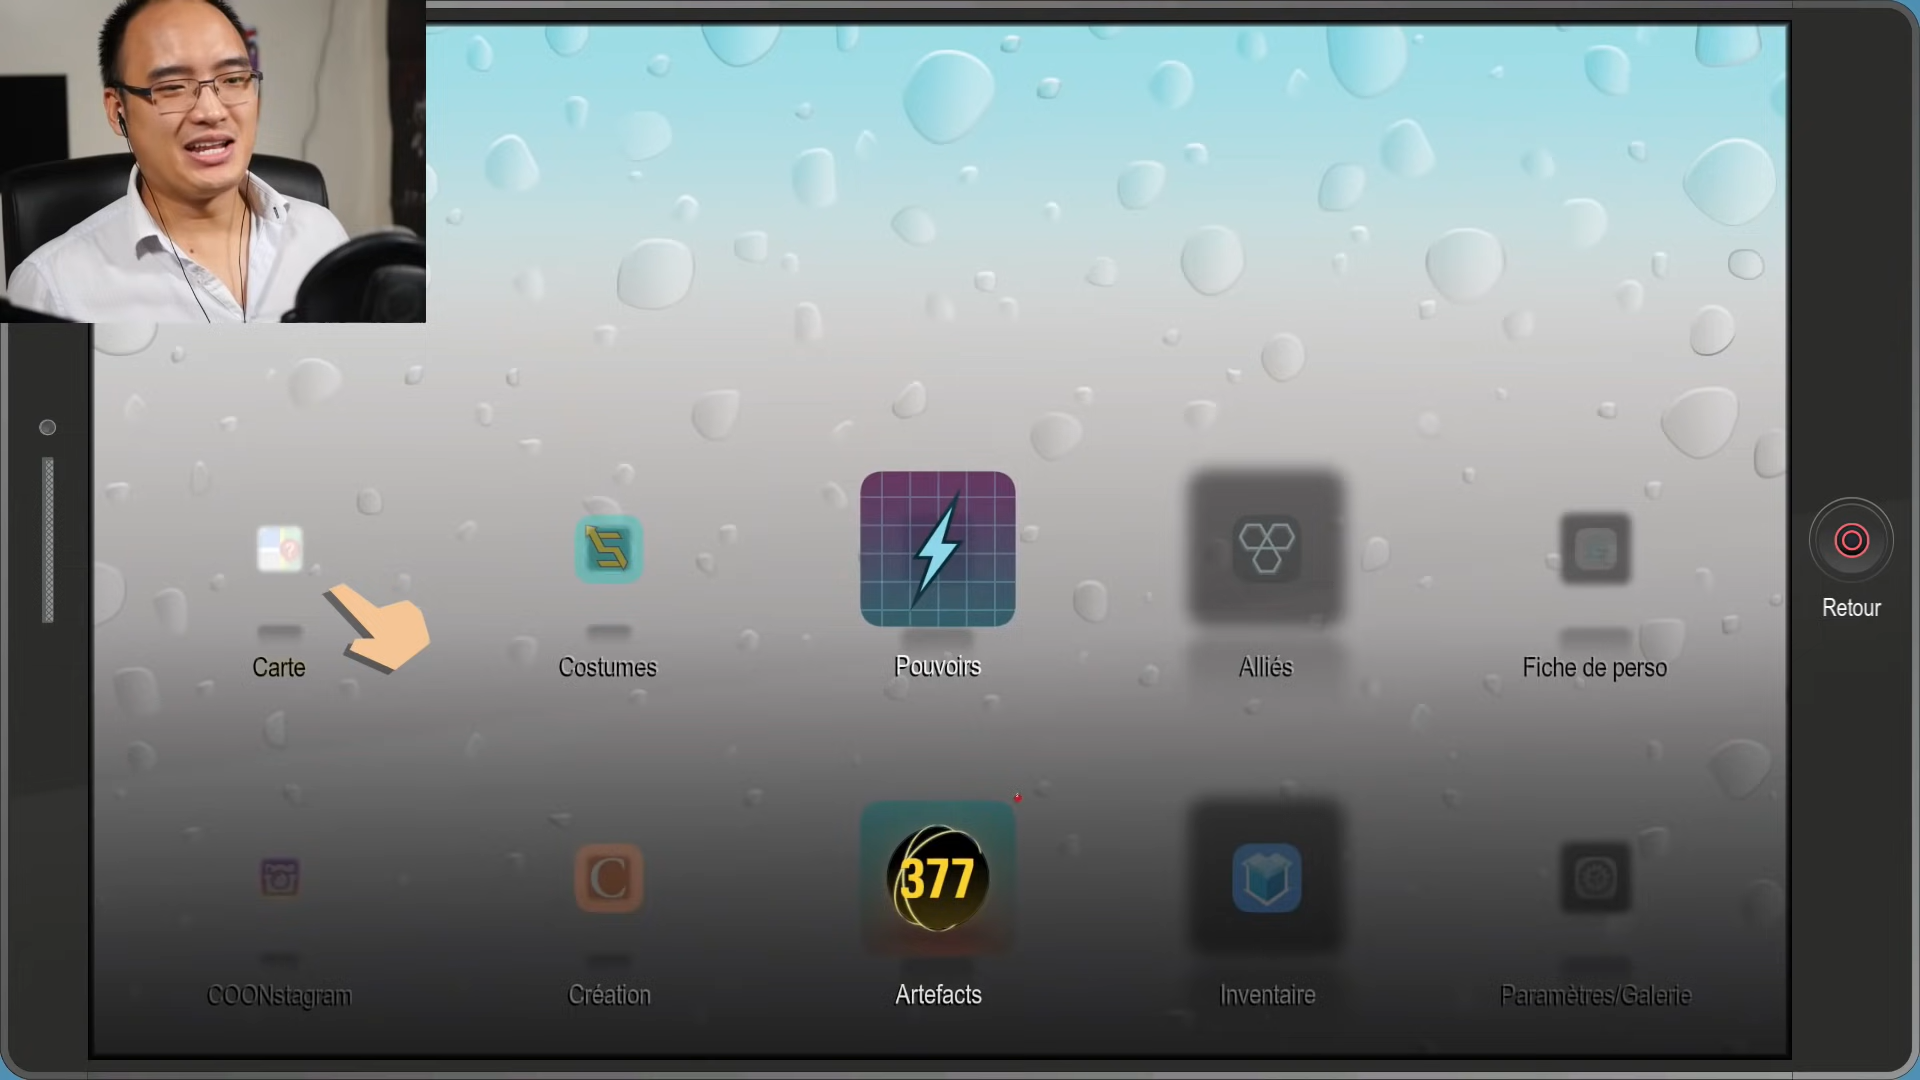 Carte
Costumes
Pouvoirs
Alliés
Fiche de perso
Retour
377
COONstagram
Création
Artefacts
Inventaire
Paramètres/Galerie